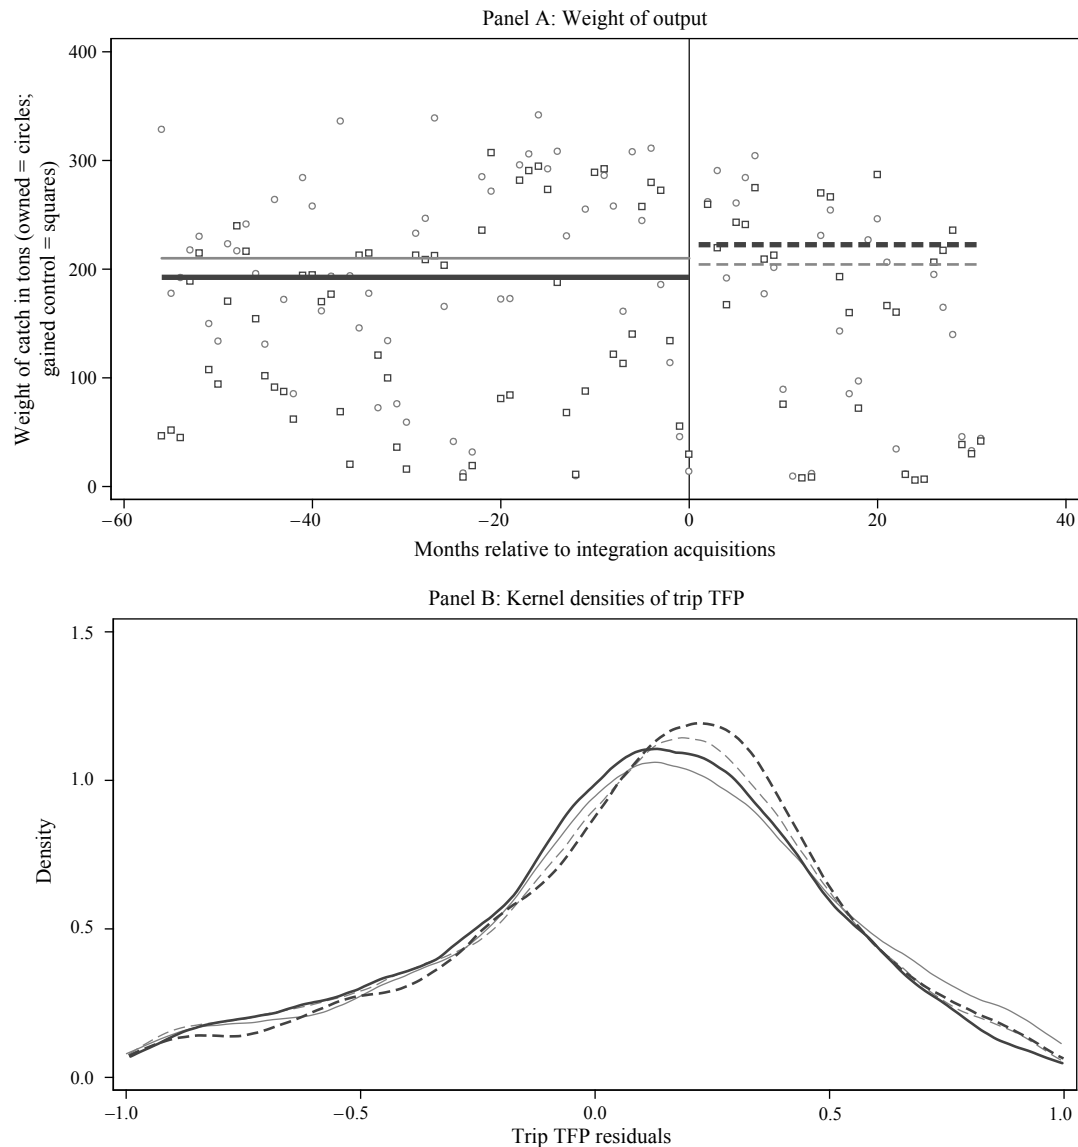 Panel A: Weight of output
Weight of catch in tons (owned = circles;
gained control = squares)
400
300
200
100
0
−60
−40
−20
0
20
40
Months relative to integration acquisitions
Panel B: Kernel densities of trip TFP
Density
1.5
1.0
0.5
0.0
−1.0
−0.5
0.0
0.5
1.0
Trip TFP residuals